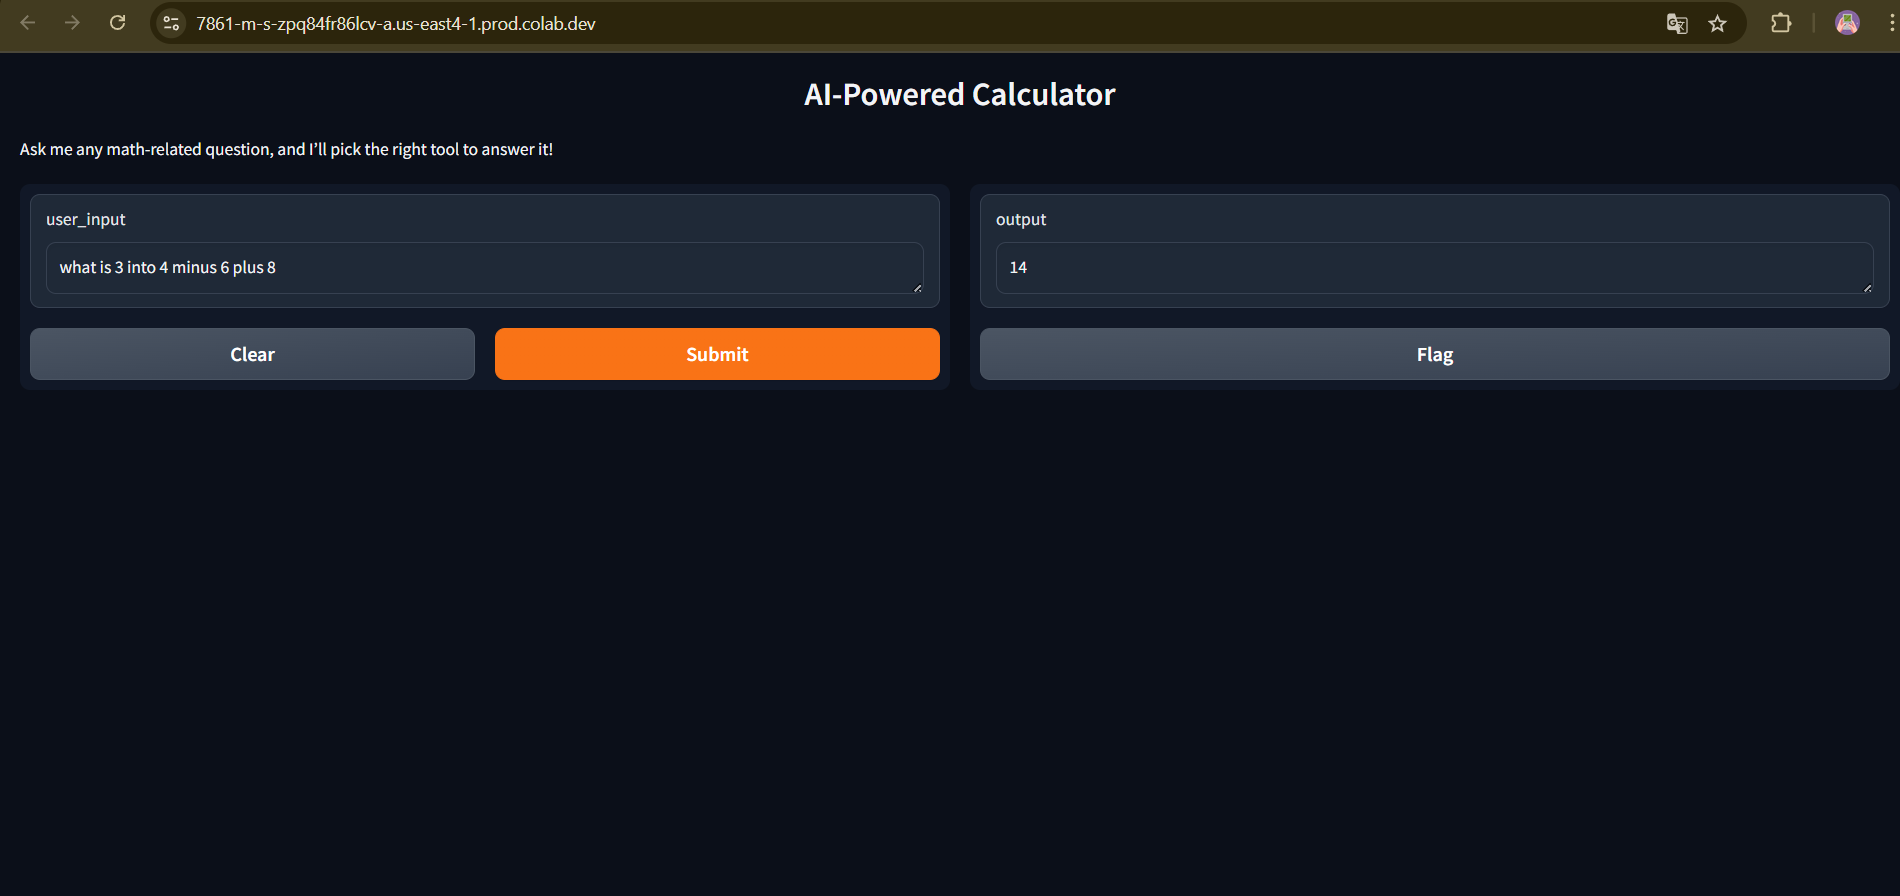 7861-m-s-zpq84fr86lcv-a.us-east4-1.prod.colab.dev
AI-Powered Calculator
Ask me any math-related question, and I’ll pick the right tool to answer it!
user_input
what is 3 into 4 minus 6 plus 8
Clear
Submit
output
14
Flag